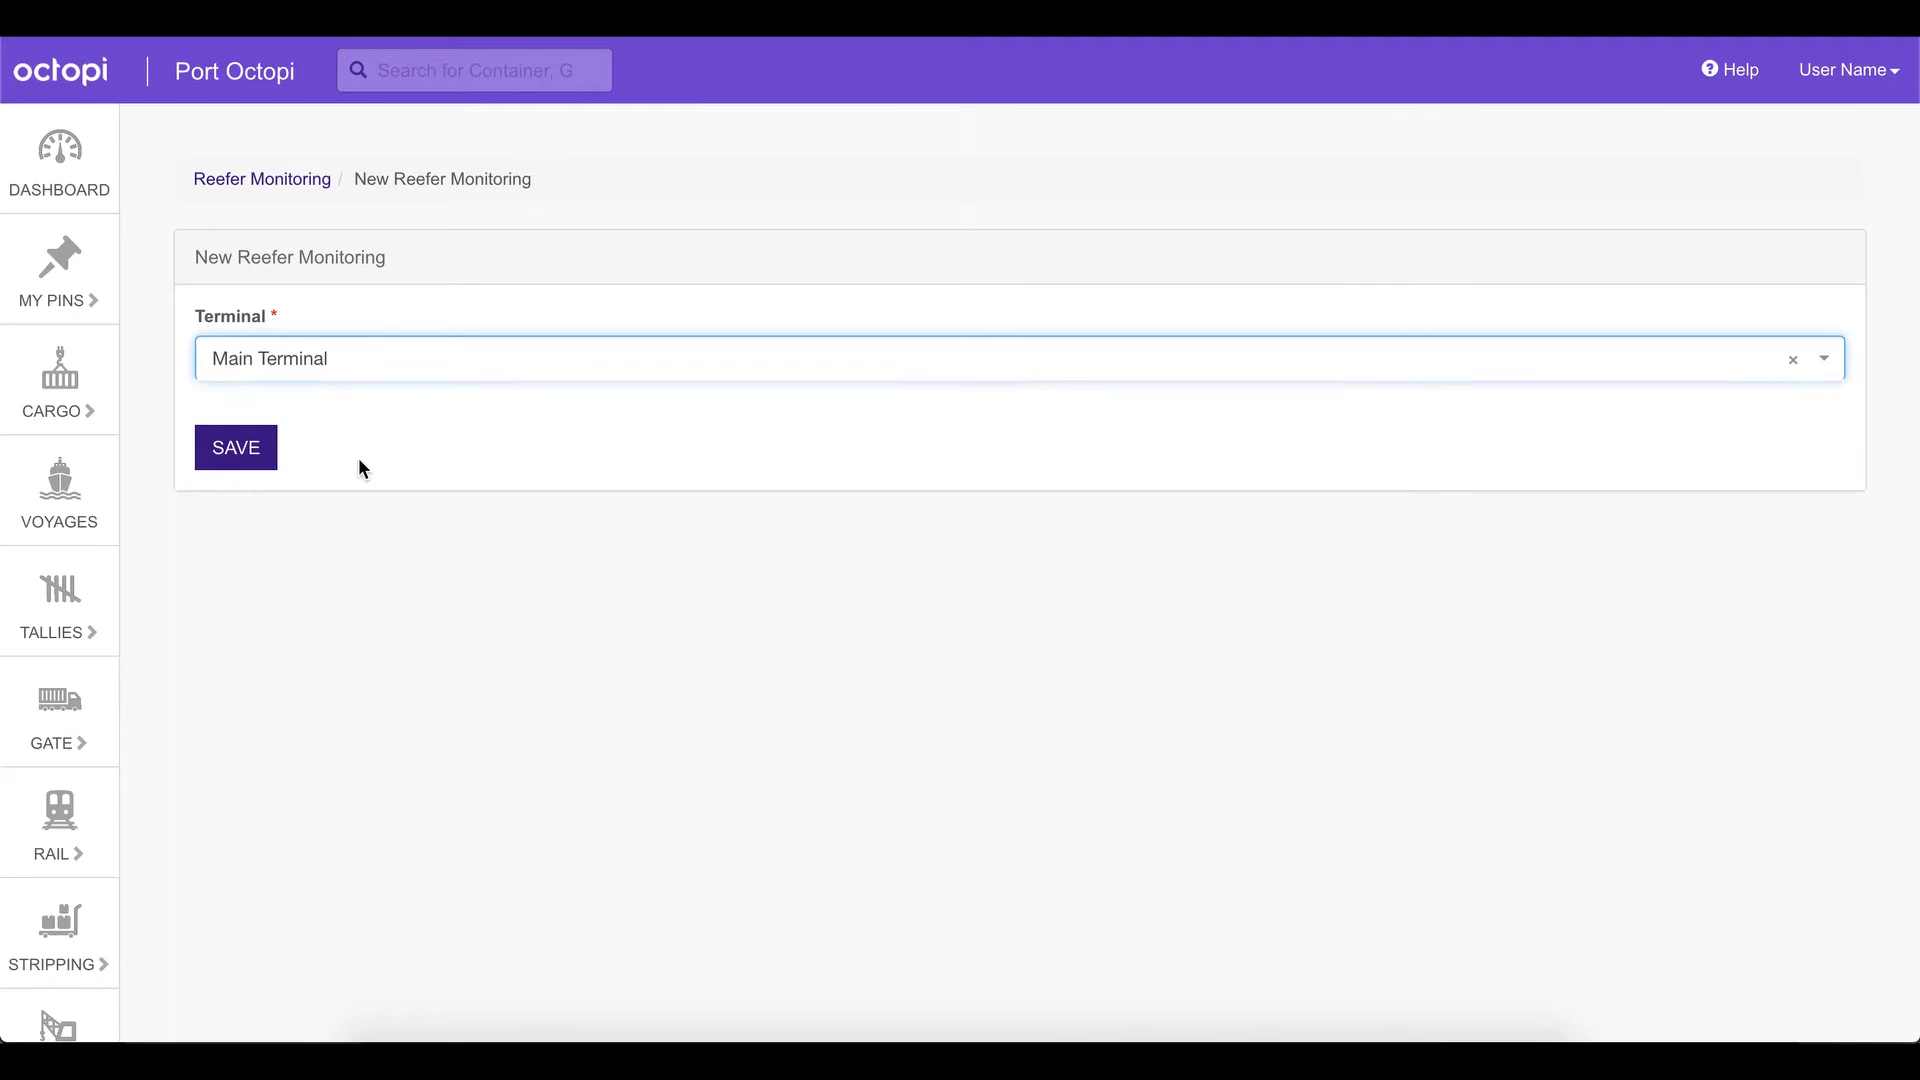 octopi
Port Octopi
Search for Container, G
Help
User Name
DASHBOARD
MY PINS
CARGO
VOYAGES
TALLIES
GATE
RAIL
STRIPPING
Reefer Monitoring / New Reefer Monitoring
New Reefer Monitoring
Terminal *
Main Terminal
SAVE